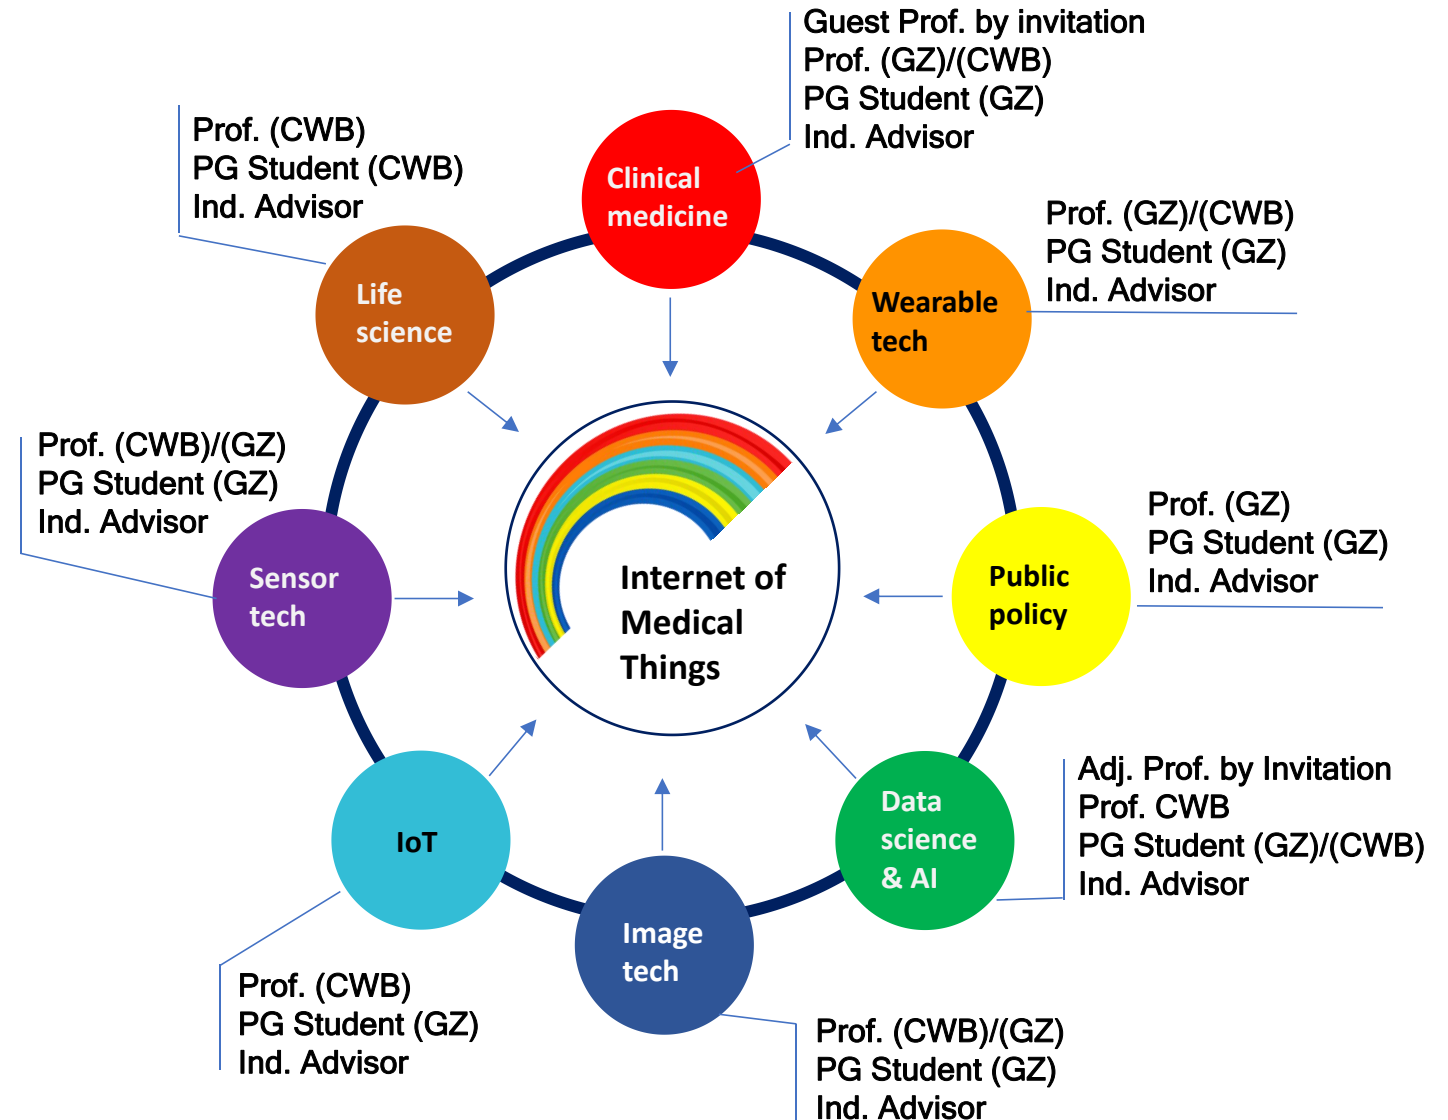 Guest Prof. by invitation
Prof. (GZ)/(CWB)
PG Student (GZ)
Ind. Advisor
Prof. (CWB)
PG Student (CWB)
Ind. Advisor
Clinical
medicine
Prof. (GZ)/(CWB)
PG Student (GZ)
Ind. Advisor
Life
science
Wearable
tech
Prof. (CWB)/(GZ)
PG Student (GZ)
Ind. Advisor
Prof. (GZ)
PG Student (GZ)
Ind. Advisor
Sensor
tech
Internet of
Medical
Things
Public
policy
Adj. Prof. by Invitation
Prof. CWB
PG Student (GZ)/(CWB)
Ind. Advisor
IoT
Data
science
& AI
Image
tech
Prof. (CWB)
PG Student (GZ)
Ind. Advisor
Prof. (CWB)/(GZ)
PG Student (GZ)
Ind. Advisor